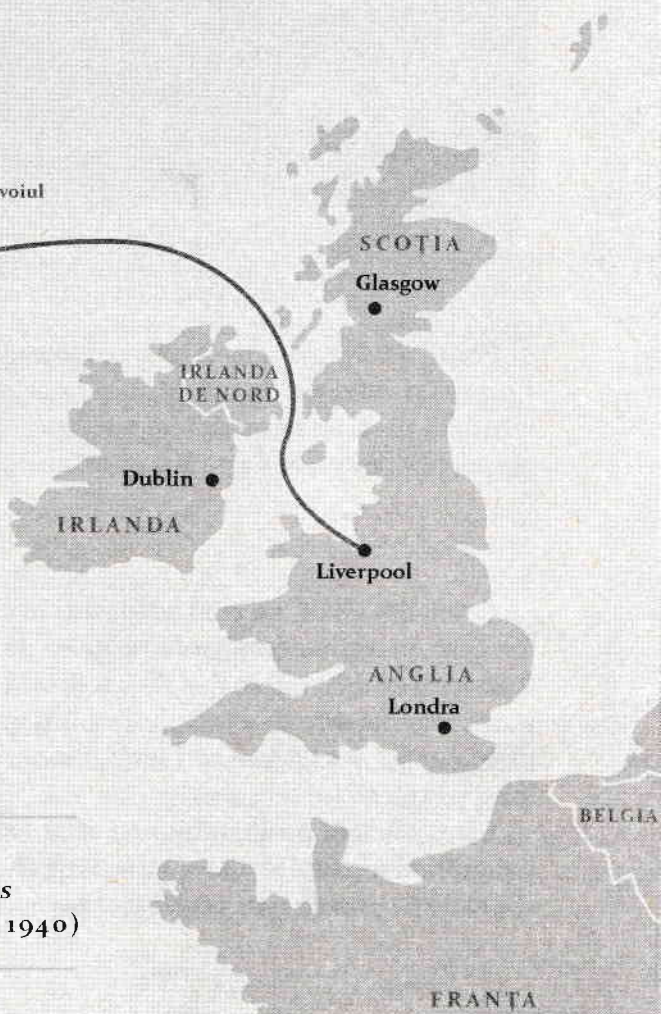 voiul
SCOȚIA
Glasgow
IRLANDA
DE NORD
Dublin
IRLANDA
Liverpool
ANGLIA
Londra
BELGIA
s
1940)
FRANȚA